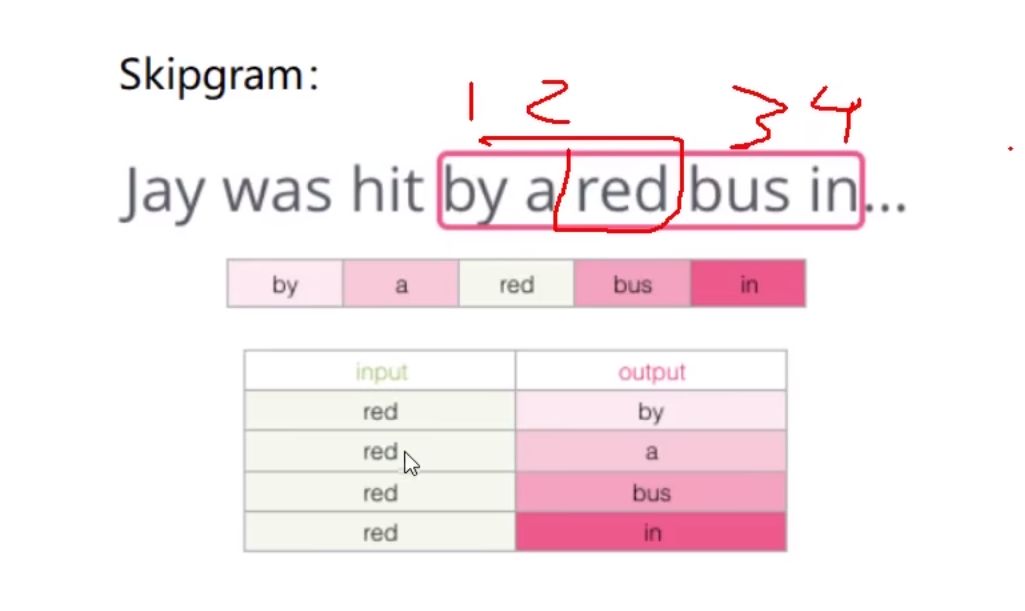 Skipgram:
1 2 3 4
Jay was hit by a red bus in...
by a red bus in
input output
red by
red a
red bus
red in